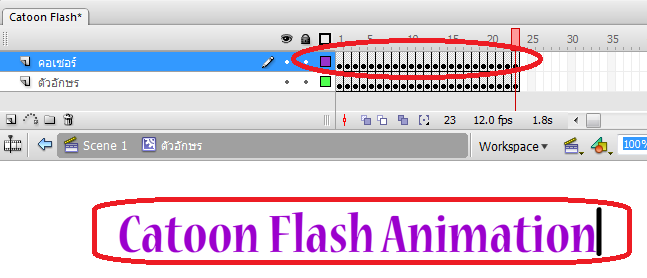 Catoon Flash*
1 5 10 15 20 25 30 35
คอเซอร์
ตัวอักษร
23 12.0 fps 1.8s
Scene 1 ตัวอักษร Workspace 100%
Catoon Flash Animation